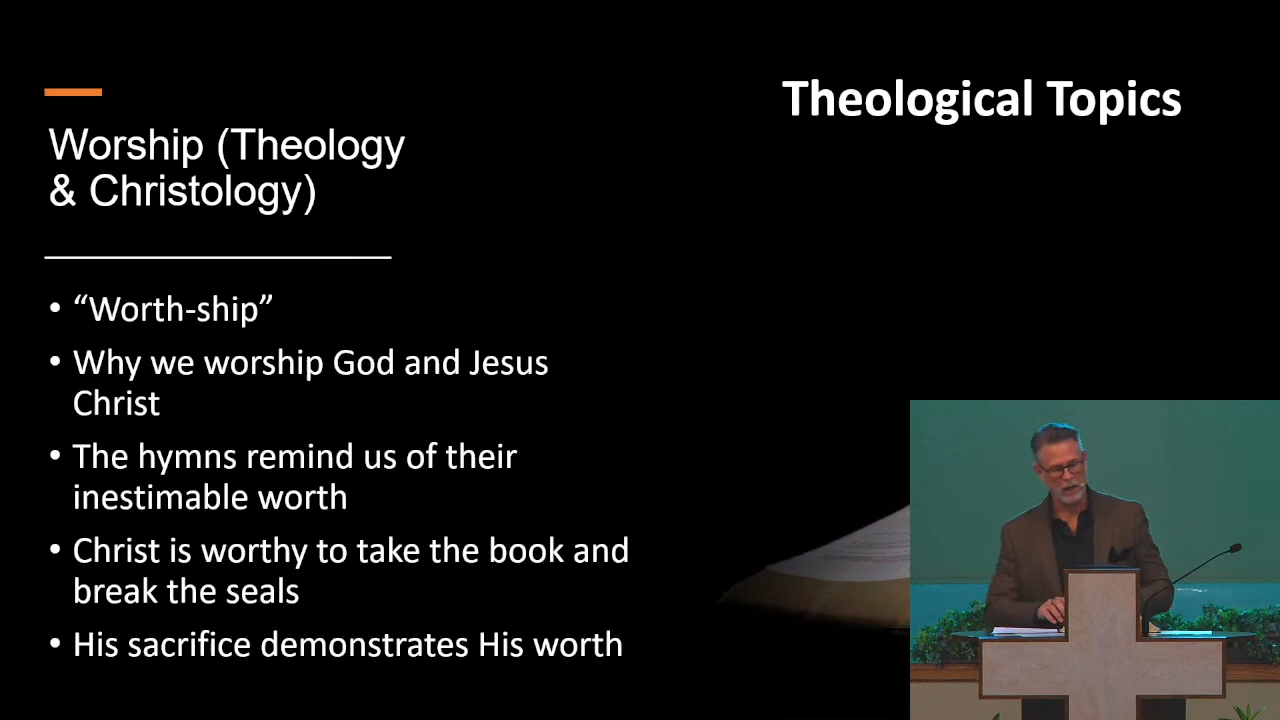 Theological Topics
Worship (Theology
& Christology)
• “Worth-ship”
• Why we worship God and Jesus
Christ
• The hymns remind us of their
inestimable worth
• Christ is worthy to take the book and
break the seals
• His sacrifice demonstrates His worth